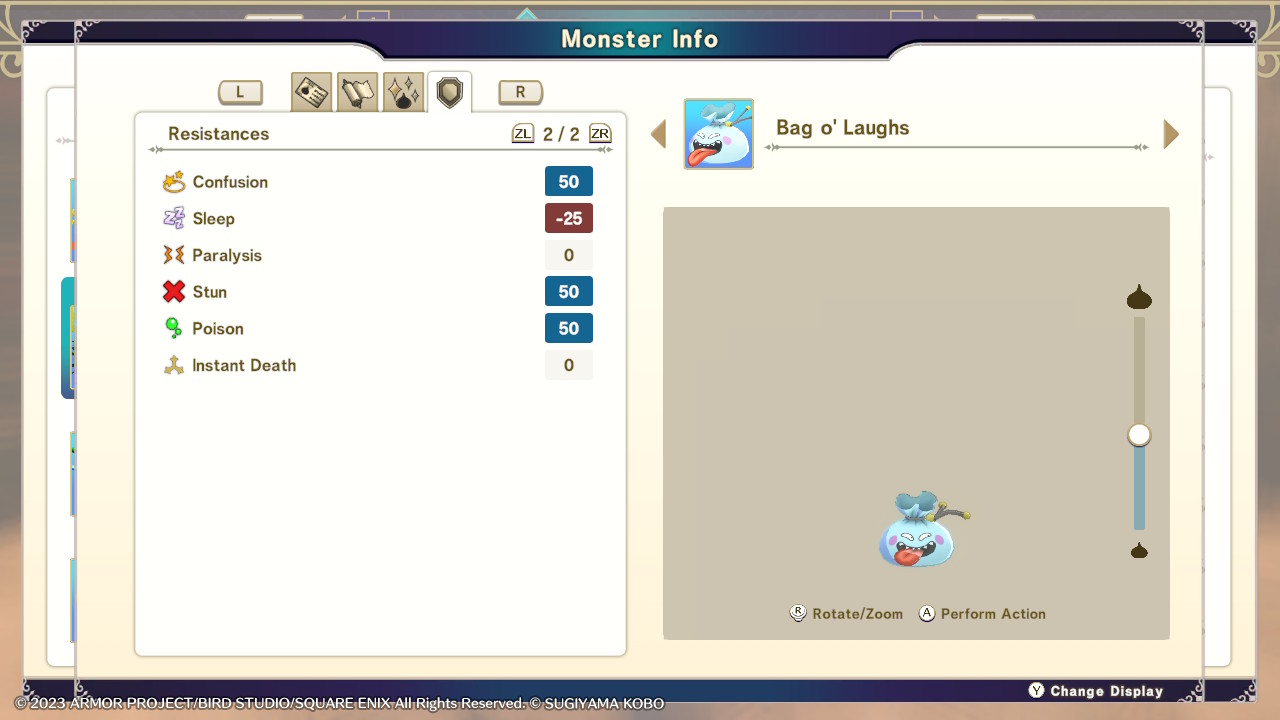 Monster Info
L
R
Resistances
ZL 2 / 2 ZR
Confusion 50
Sleep -25
Paralysis 0
Stun 50
Poison 50
Instant Death 0
Bag o' Laughs
R Rotate/Zoom A Perform Action
Y Change Display
© 2023 ARMOR PROJECT/BIRD STUDIO/SQUARE ENIX All Rights Reserved. © SUGIYAMA KOBO